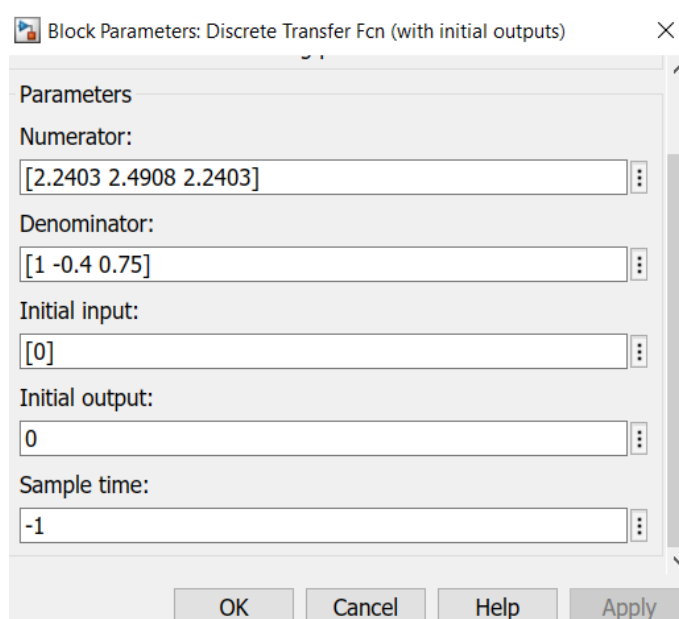 Block Parameters: Discrete Transfer Fcn (with initial outputs)
Parameters
Numerator:
[2.2403 2.4908 2.2403]
Denominator:
[1 -0.4 0.75]
Initial input:
[0]
Initial output:
0
Sample time:
-1
OK Cancel Help Apply